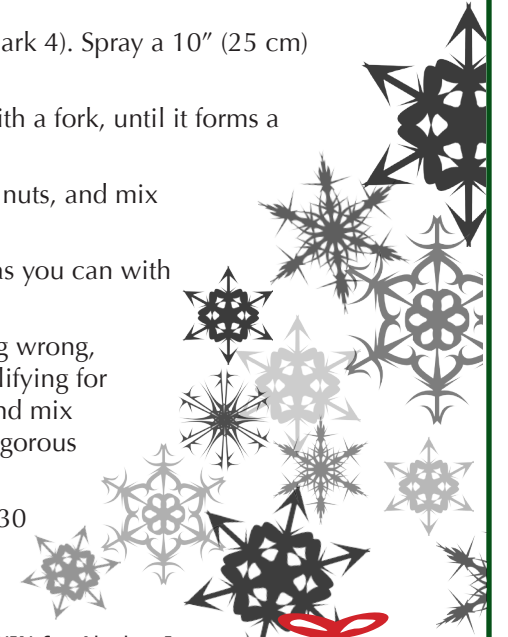 ark 4). Spray a 10” (25 cm)
ith a fork, until it forms a
nuts, and mix
as you can with
g wrong,
lifying for
nd mix
gorous
30